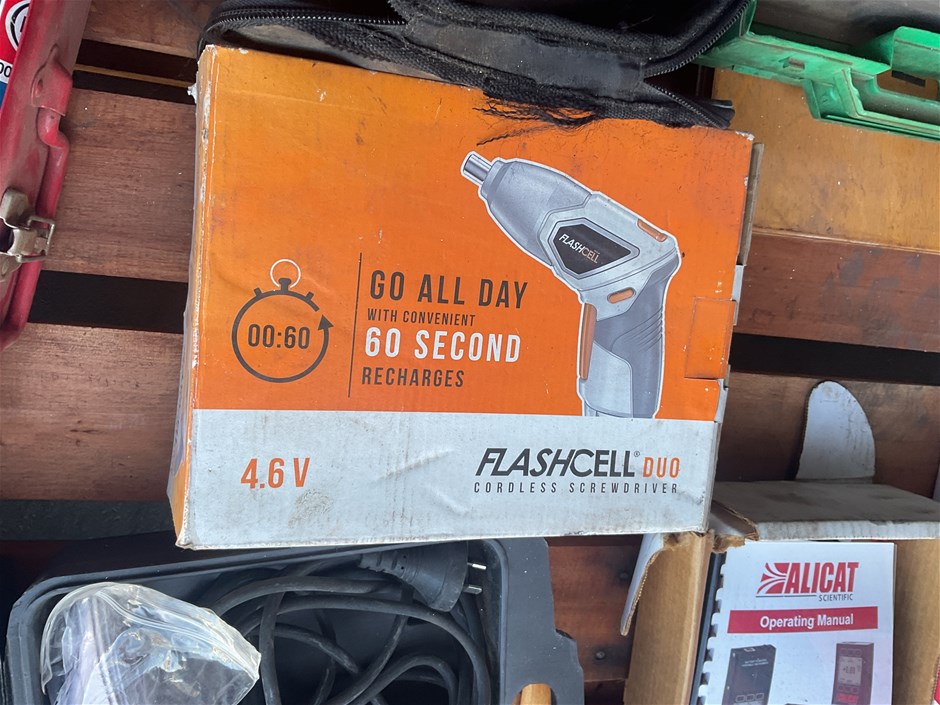 FLASHCELL
GO ALL DAY
WITH CONVENIENT
00:60
60 SECOND
RECHARGES
4.6 V
FLASHCELL® DUO
CORDLESS SCREWDRIVER
ALICAT
SCIENTIFIC
Operating Manual